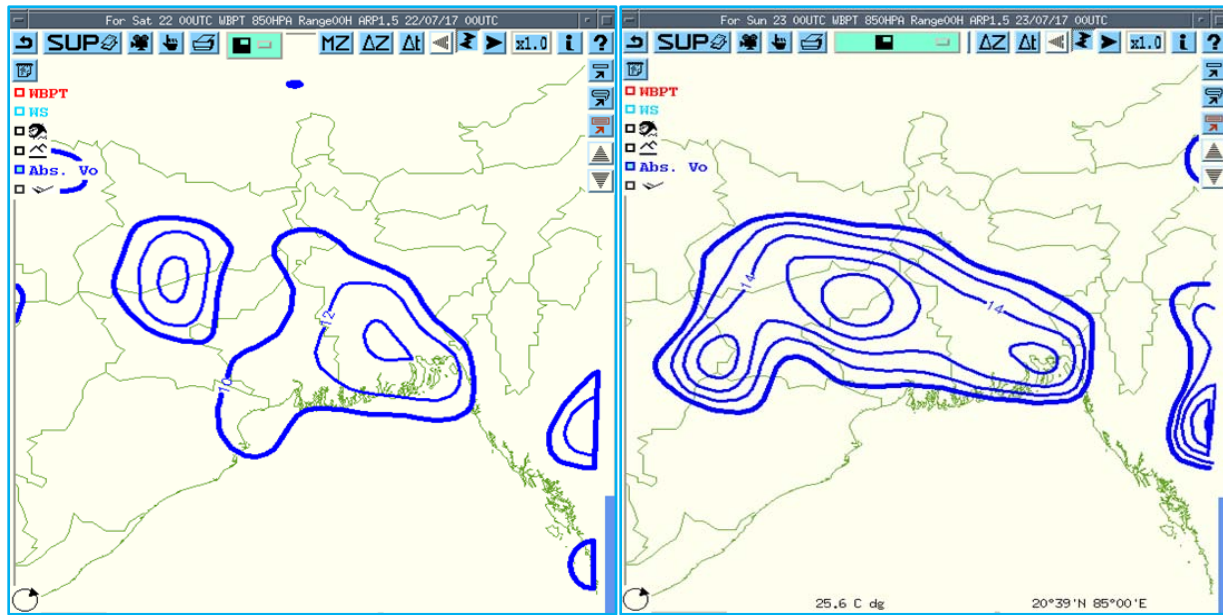 For Sat 22 00UTC WBPT 850HPA Range00H ARP1.5 22/07/17 00UTC
SUP MZ ΔZ Δt x1.0 i ?
WBPT
WS
Abs. Vo
10
12
For Sun 23 00UTC WBPT 850HPA Range00H ARP1.5 23/07/17 00UTC
SUP ΔZ Δt x1.0 i ?
WBPT
WS
Abs. Vo
14
14
25.6 C dg 20°39'N 85°00'E